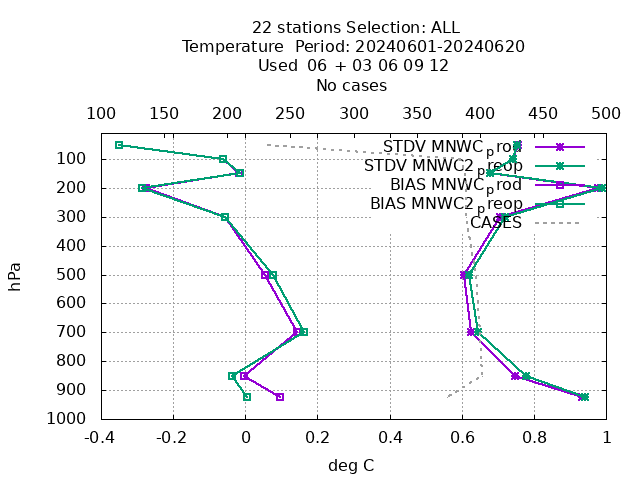 22 stations Selection: ALL
Temperature  Period: 20240601-20240620
Used  06 + 03 06 09 12
No cases
100 150 200 250 300 350 400 450 500
STDV MNWC_prod
STDV MNWC2_preop
BIAS MNWC_prod
BIAS MNWC2_preop
CASES
100
200
300
400
500
600
700
800
900
1000
hPa
-0.4 -0.2 0 0.2 0.4 0.6 0.8 1
deg C